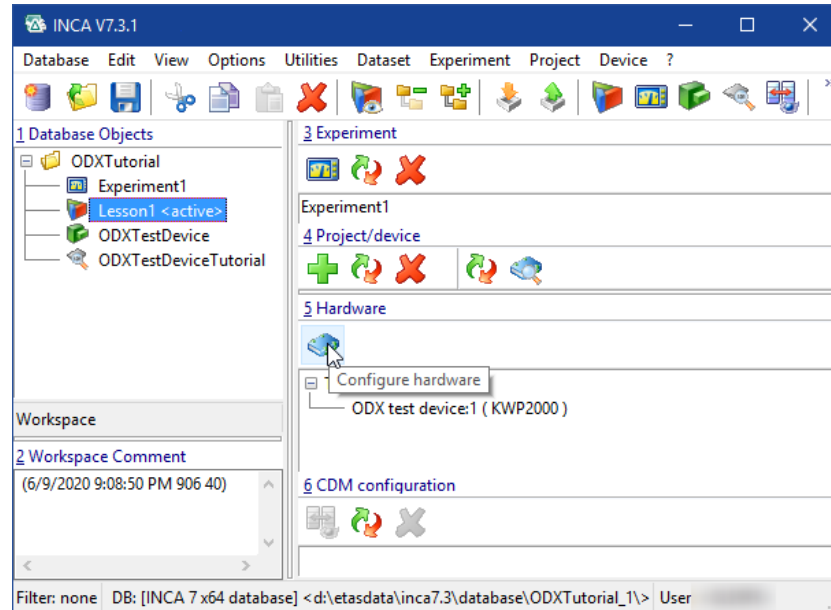 INCA V7.3.1
Database Edit View Options Utilities Dataset Experiment Project Device ?
1 Database Objects
ODXTutorial
Experiment1
Lesson1 <active>
ODXTestDevice
ODXTestDeviceTutorial
Workspace
2 Workspace Comment
(6/9/2020 9:08:50 PM 906 40)
3 Experiment
Experiment1
4 Project/device
5 Hardware
Configure hardware
ODX test device:1 ( KWP2000 )
6 CDM configuration
Filter: none DB: [INCA 7 x64 database] <d:\etasdata\inca7.3\database\ODXTutorial_1\> User